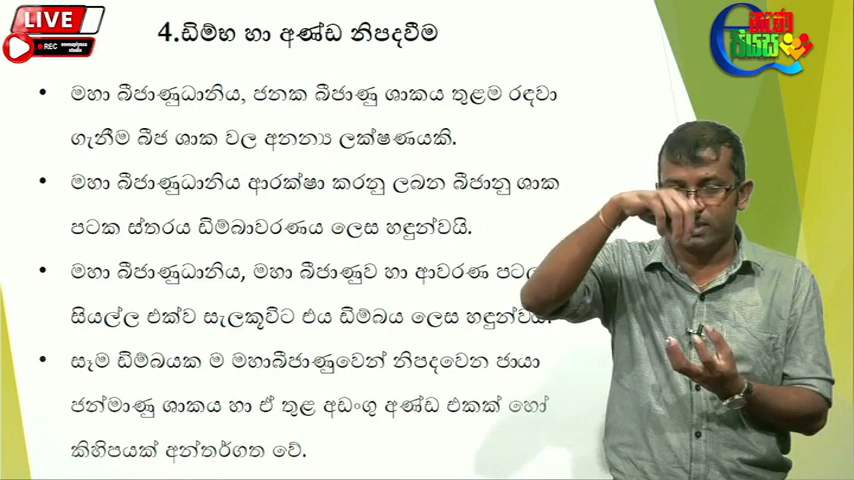 LIVE
REC
ගුණ
ජයස
4.ඩිම්භ හා අණ්ඩ නිපදවීම
• මහා බීජාණුධානිය, ජනක බීජාණු ශාකය තුළම රඳවා
ගැනීම බීජ ශාක වල අනන්‍ය ලක්ෂණයකි.
• මහා බීජාණුධානිය ආරක්ෂා කරනු ලබන බීජානු ශාක
පටක ස්තරය ඩිම්බාවරණය ලෙස හඳුන්වයි.
• මහා බීජාණුධානිය, මහා බීජාණුව හා ආවරණ
සියල්ල එක්ව සැලකූවිට එය ඩිම්බය ලෙස හඳුන්වයි.
• සෑම ඩිම්බයක ම මහාබීජාණුවෙන් නිපදවෙන ජායා
ජන්මාණු ශාකය හා ඒ තුළ අඩංගු අණ්ඩ එකක් හෝ
කිහිපයක් අන්තර්ගත වේ.